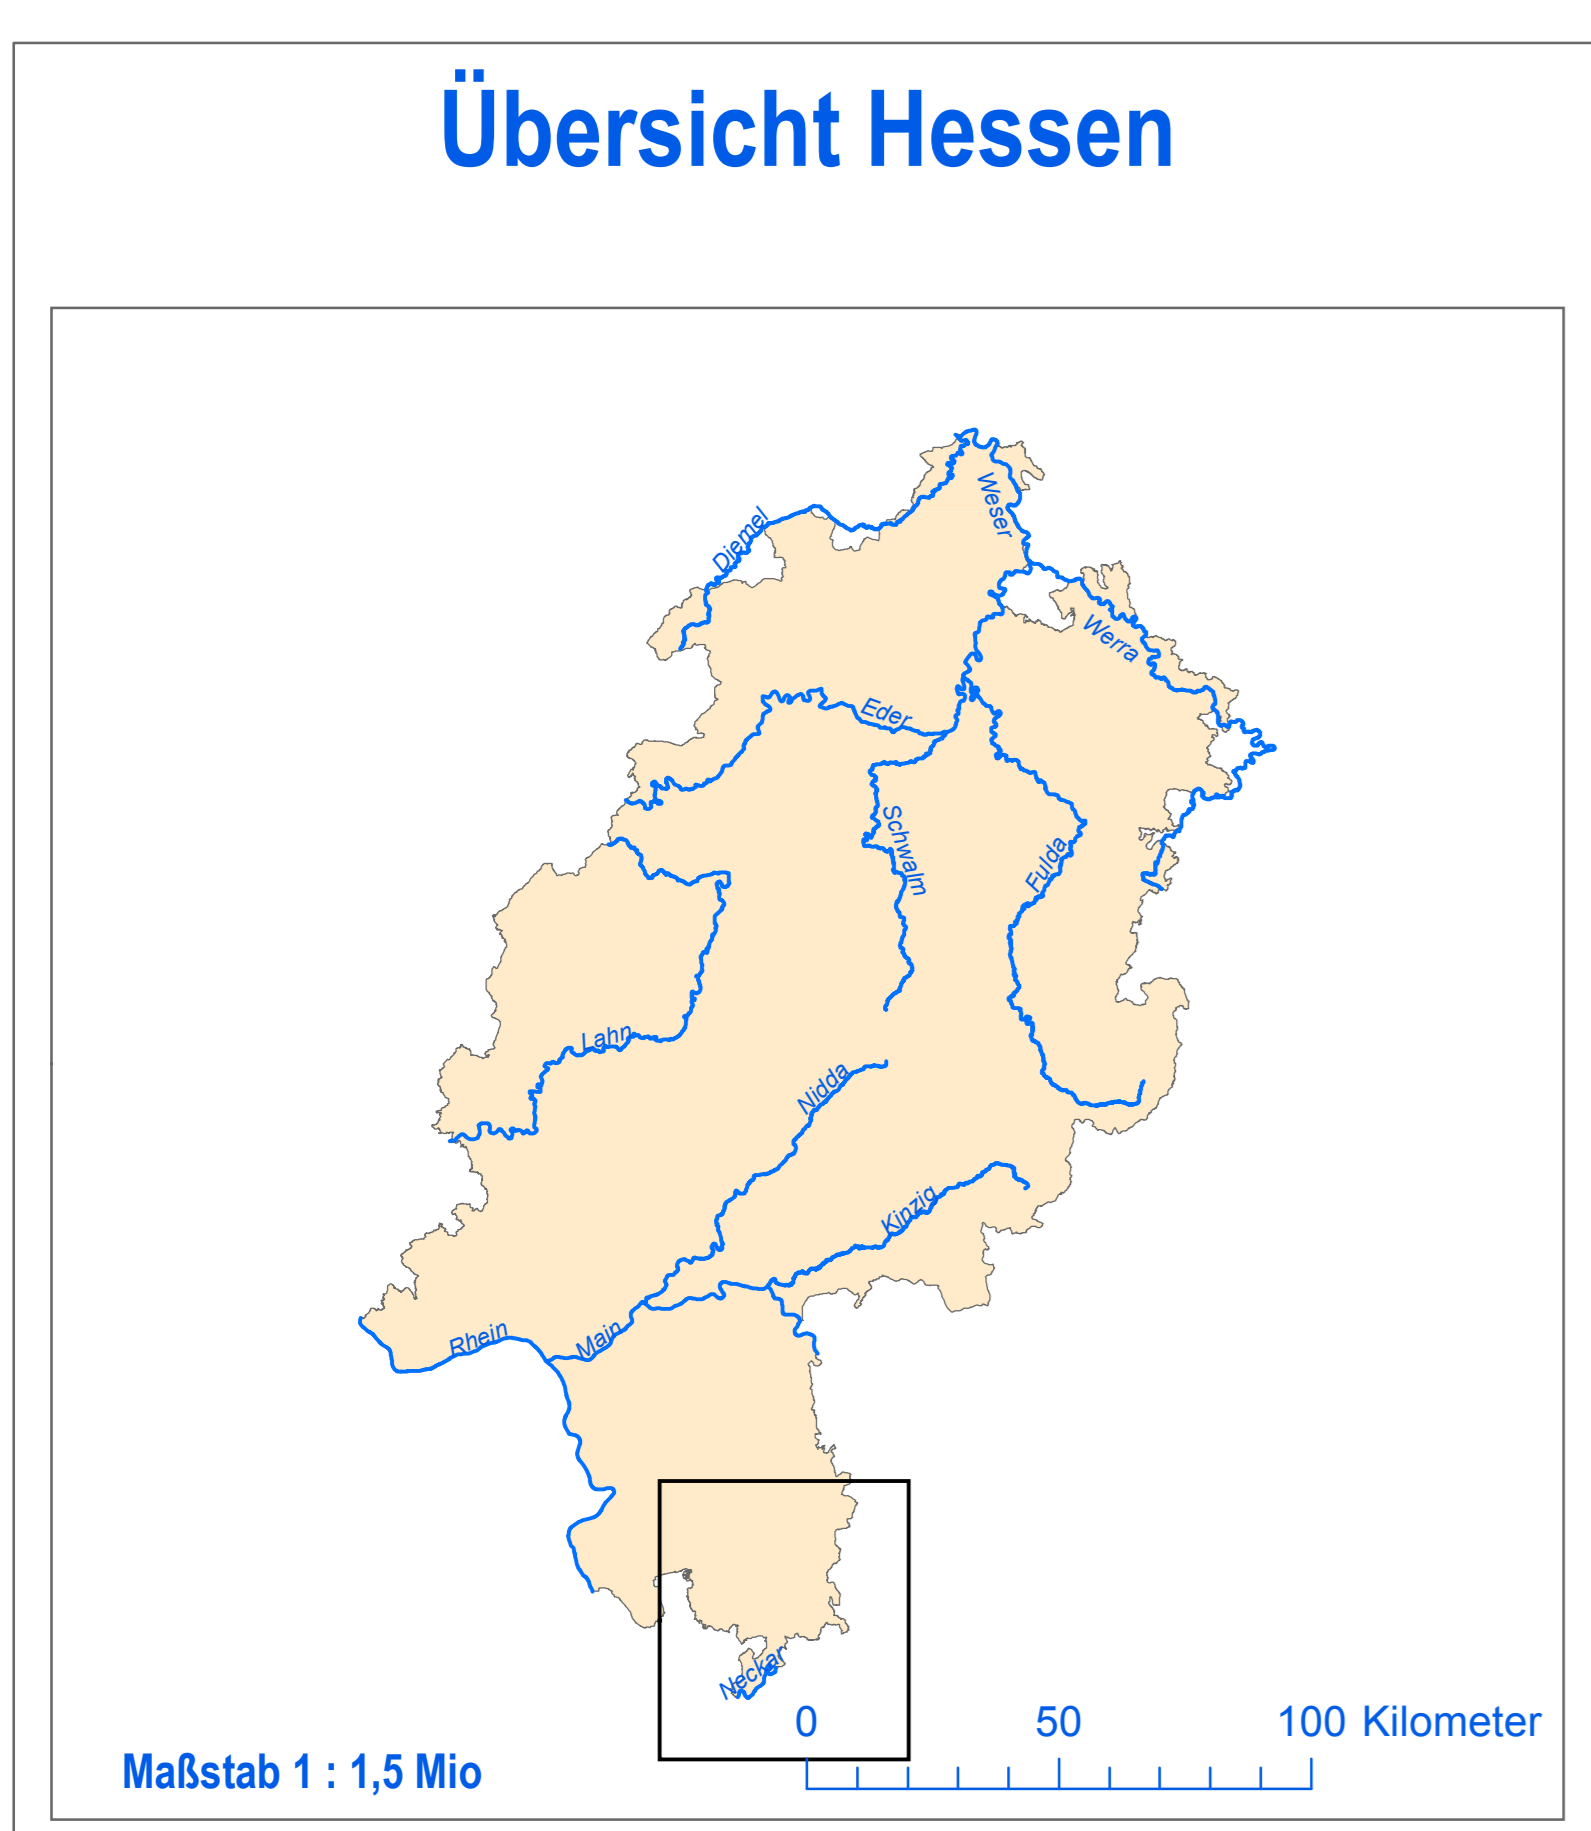 Übersicht Hessen
Weser
Diemel
Werra
Eder
Schwalm
Fulda
Lahn
Nidda
Kinzig
Rhein
Main
Neckar
0 50 100 Kilometer
Maßstab 1 : 1,5 Mio